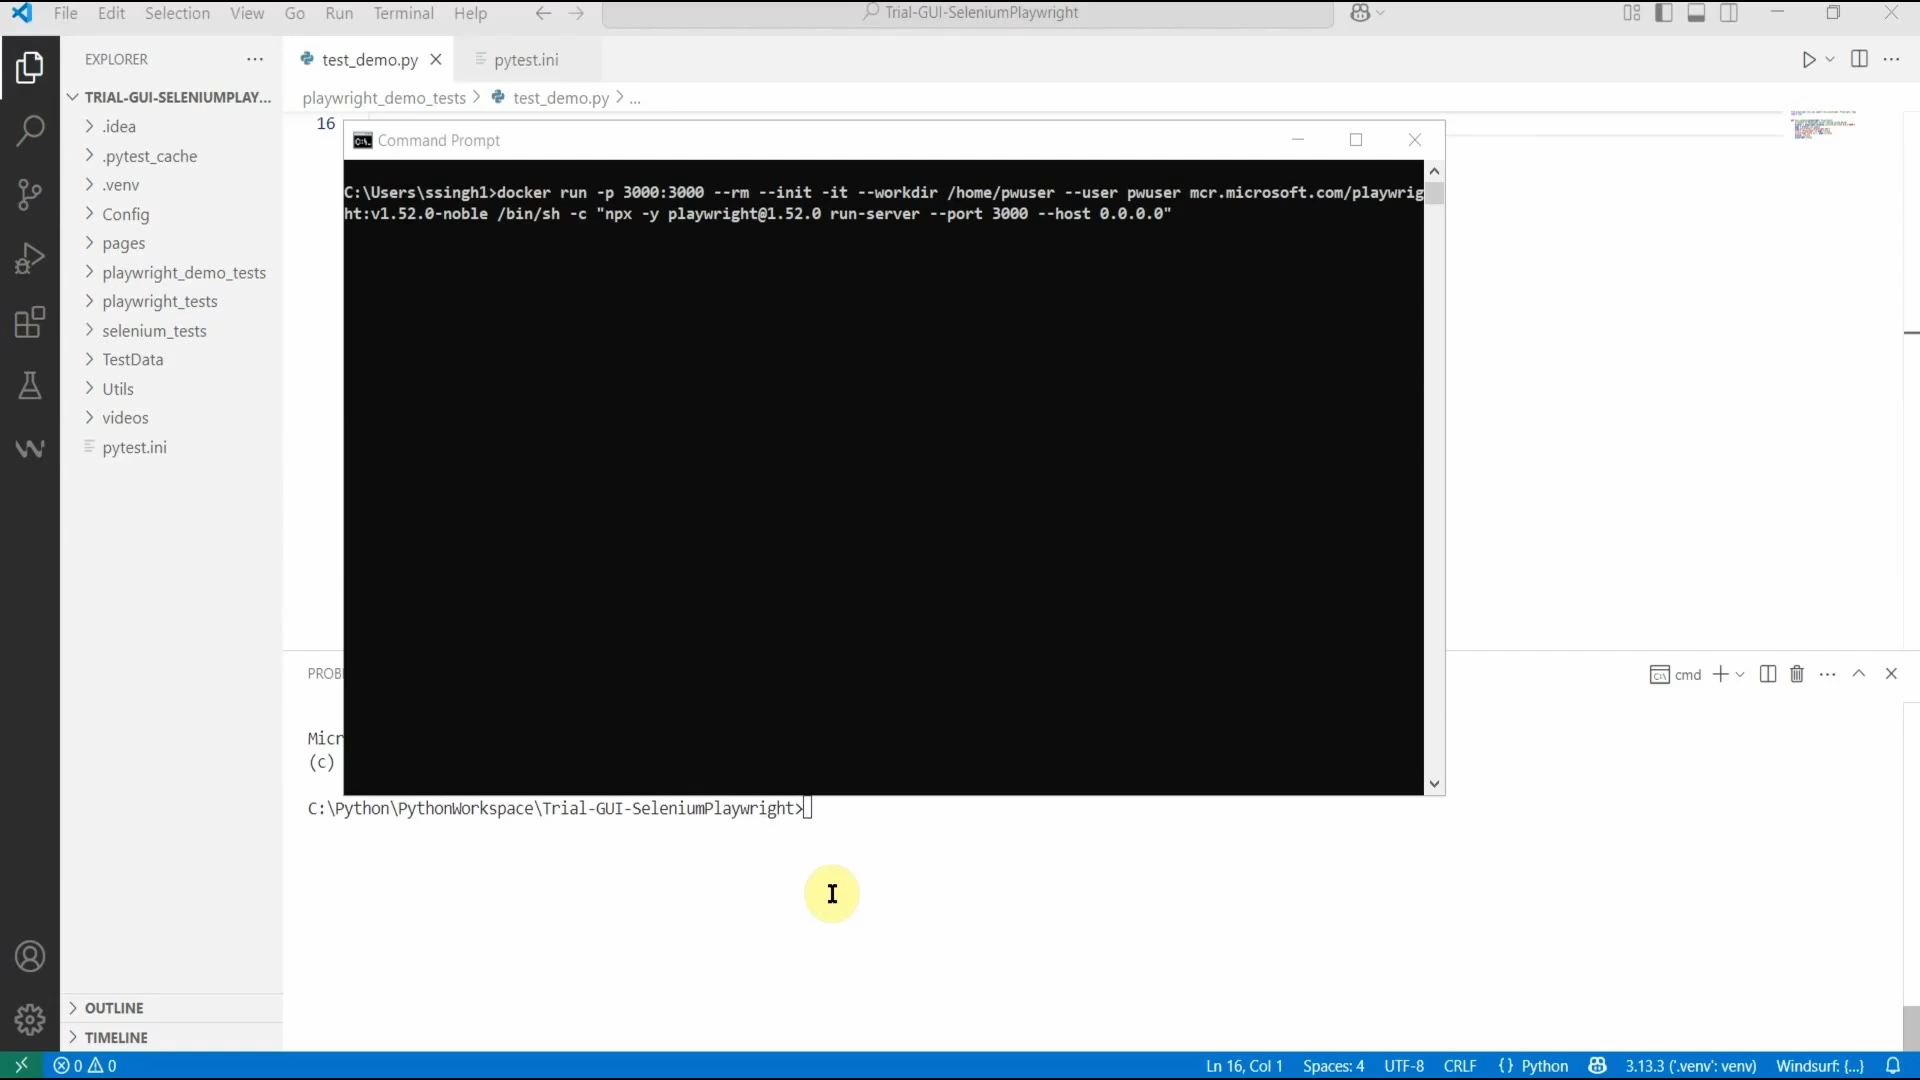 File Edit Selection View Go Run Terminal Help
Trial-GUI-SeleniumPlaywright
EXPLORER
test_demo.py
pytest.ini
TRIAL-GUI-SELENIUMPLAY...
playwright_demo_tests > test_demo.py > ...
.idea
.pytest_cache
.venv
Config
pages
playwright_demo_tests
playwright_tests
selenium_tests
TestData
Utils
videos
pytest.ini
16
Command Prompt
C:\Users\ssingh1>docker run -p 3000:3000 --rm --init -it --workdir /home/pwuser --user pwuser mcr.microsoft.com/playwrig
ht:v1.52.0-noble /bin/sh -c "npx -y playwright@1.52.0 run-server --port 3000 --host 0.0.0.0"
PROB
cmd
Micr
(c)
C:\Python\PythonWorkspace\Trial-GUI-SeleniumPlaywright>
OUTLINE
TIMELINE
0 0
Ln 16, Col 1 Spaces: 4 UTF-8 CRLF {} Python 3.13.3 ('.venv': venv) Windsurf: {...}